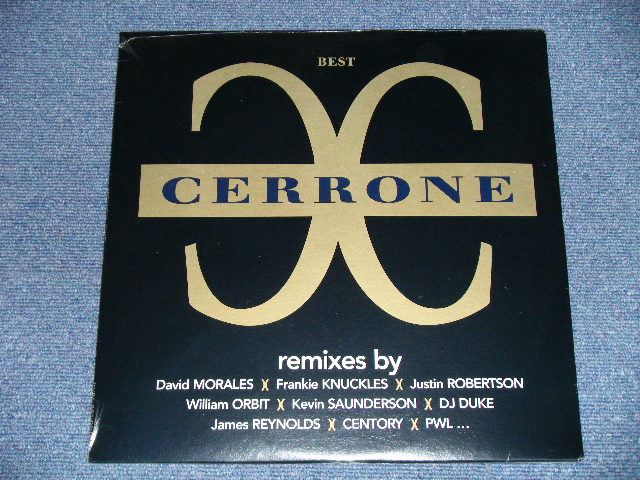 BEST
CERRONE
remixes by
David MORALES X Frankie KNUCKLES X Justin ROBERTSON
William ORBIT X Kevin SAUNDERSON X DJ DUKE
James REYNOLDS X CENTORY X PWL ...